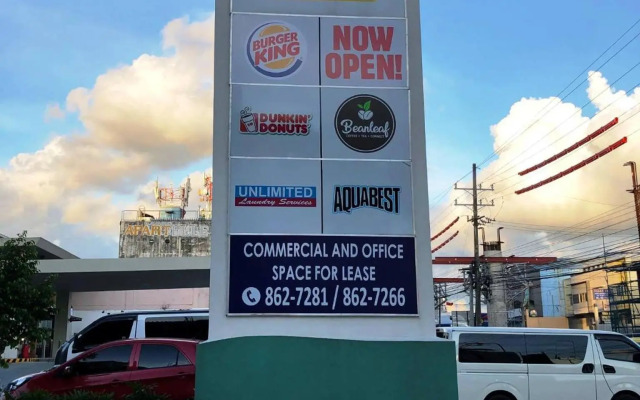 BURGER
KING
NOW
OPEN!
DUNKIN'
DONUTS
Beanleaf
UNLIMITED
Laundry Services
AQUABEST
COMMERCIAL AND OFFICE
SPACE FOR LEASE
862-7281 / 862-7266